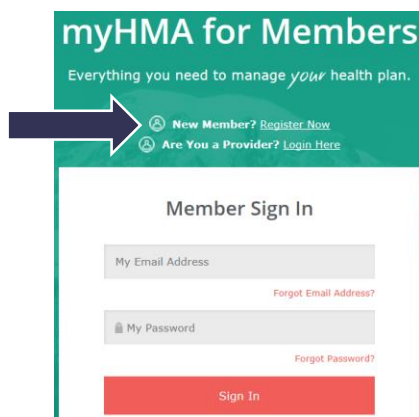 myHMA for Members
Everything you need to manage your health plan.
New Member? Register Now
Are You a Provider? Login Here
Member Sign In
My Email Address
Forgot Email Address?
My Password
Forgot Password?
Sign In